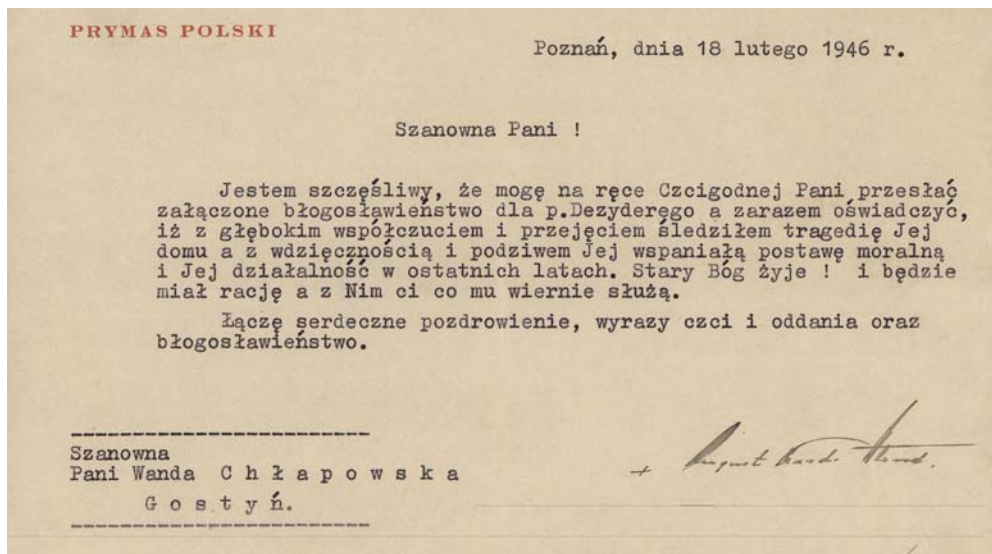 PRYMAS POLSKI
Poznań, dnia 18 lutego 1946 r.
Szanowna Pani !
Jestem szczęśliwy, że mogę na ręce Czcigodnej Pani przesłać
załączone błogosławieństwo dla p.Dezyderego a zarazem oświadczyć,
iż z głębokim współczuciem i przejęciem śledziłem tragedię Jej
domu a z wdzięcznością i podziwem Jej wspaniałą postawę moralną
i Jej działalność w ostatnich latach. Stary Bóg żyje ! i będzie
miał rację a z Nim ci co mu wiernie służą.
Łączę serdeczne pozdrowienie, wyrazy czci i oddania oraz
błogosławieństwo.
+ August Kard. Hlond.
Szanowna
Pani Wanda C h ł a p o w s k a
G o s t y ń.